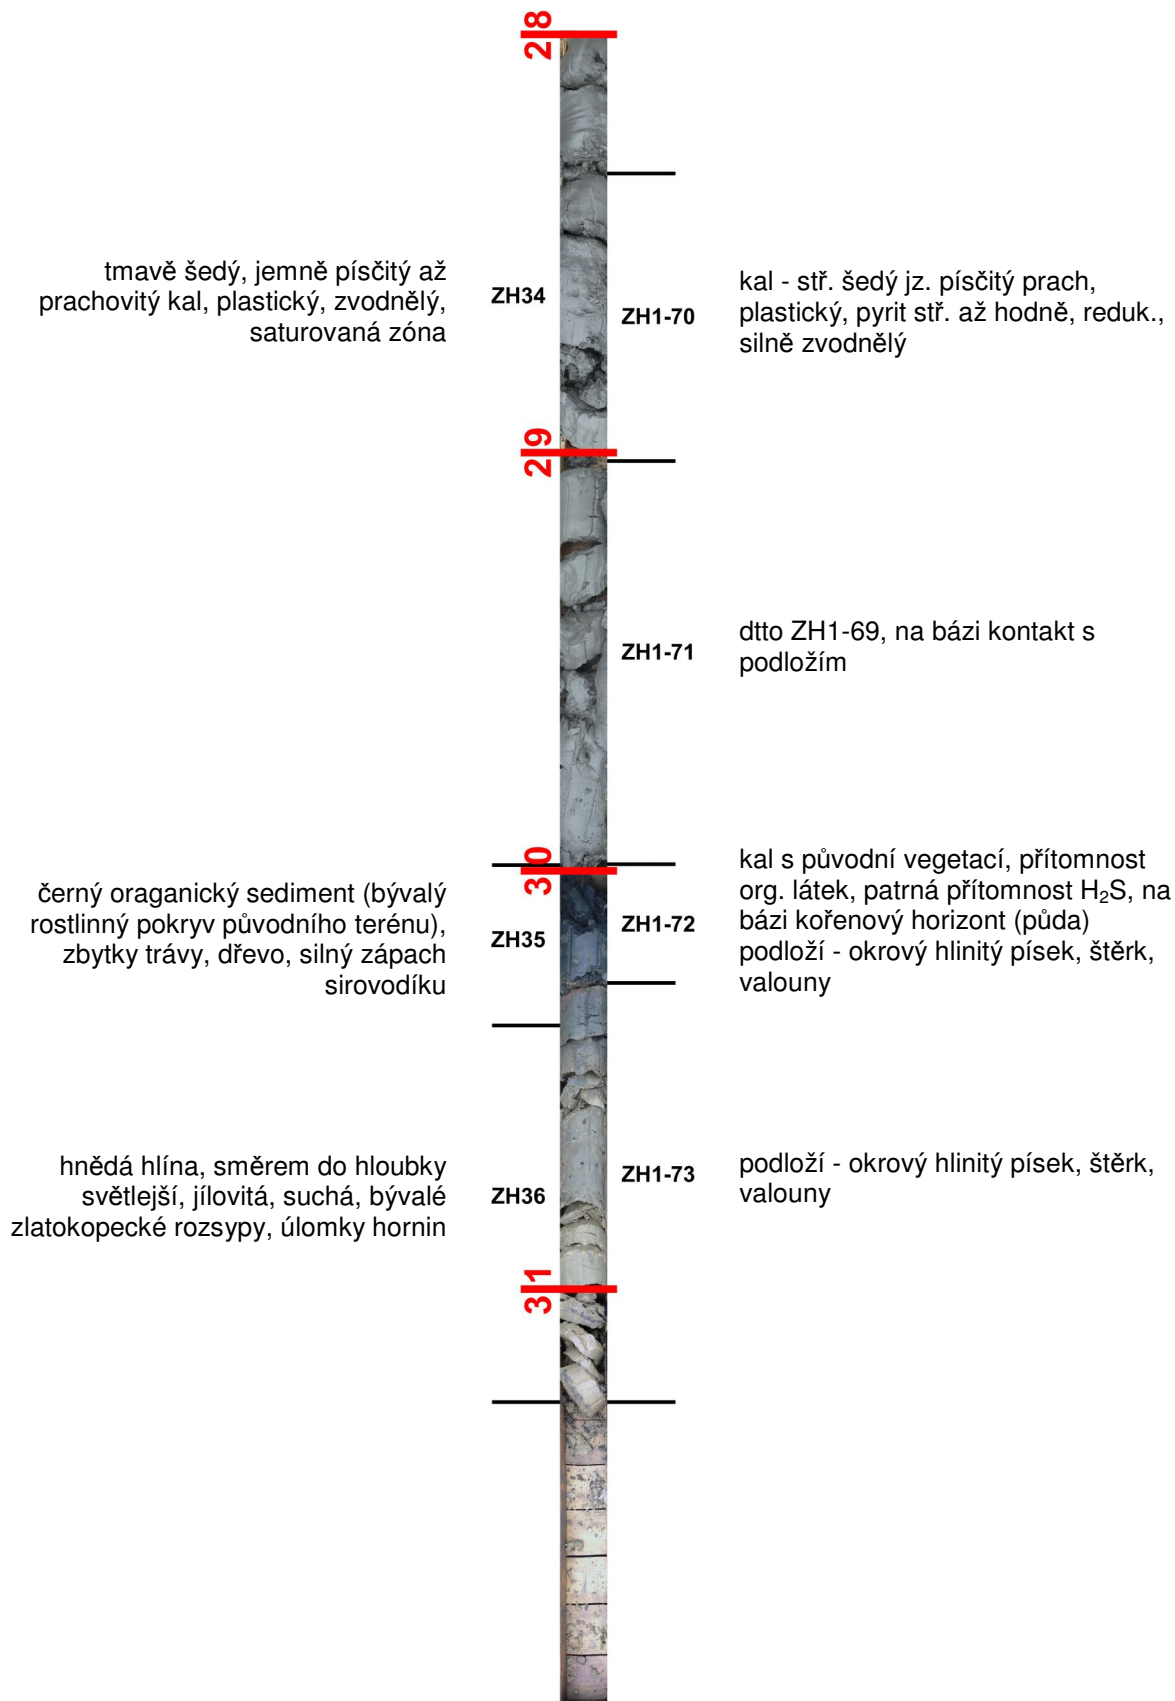 28
tmavě šedý, jemně písčitý až
prachovitý kal, plastický, zvodnělý,
saturovaná zóna
ZH34
ZH1-70
kal - stř. šedý jz. písčitý prach,
plastický, pyrit stř. až hodně, reduk.,
silně zvodnělý
29
ZH1-71
dtto ZH1-69, na bázi kontakt s
podložím
30
černý oraganický sediment (bývalý
rostlinný pokryv původního terénu),
zbytky trávy, dřevo, silný zápach
sirovodíku
ZH35
ZH1-72
kal s původní vegetací, přítomnost
org. látek, patrná přítomnost H₂S, na
bázi kořenový horizont (půda)
podloží - okrový hlinitý písek, štěrk,
valouny
hnědá hlína, směrem do hloubky
světlejší, jílovitá, suchá, bývalé
zlatokopecké rozsypy, úlomky hornin
ZH36
ZH1-73
podloží - okrový hlinitý písek, štěrk,
valouny
31